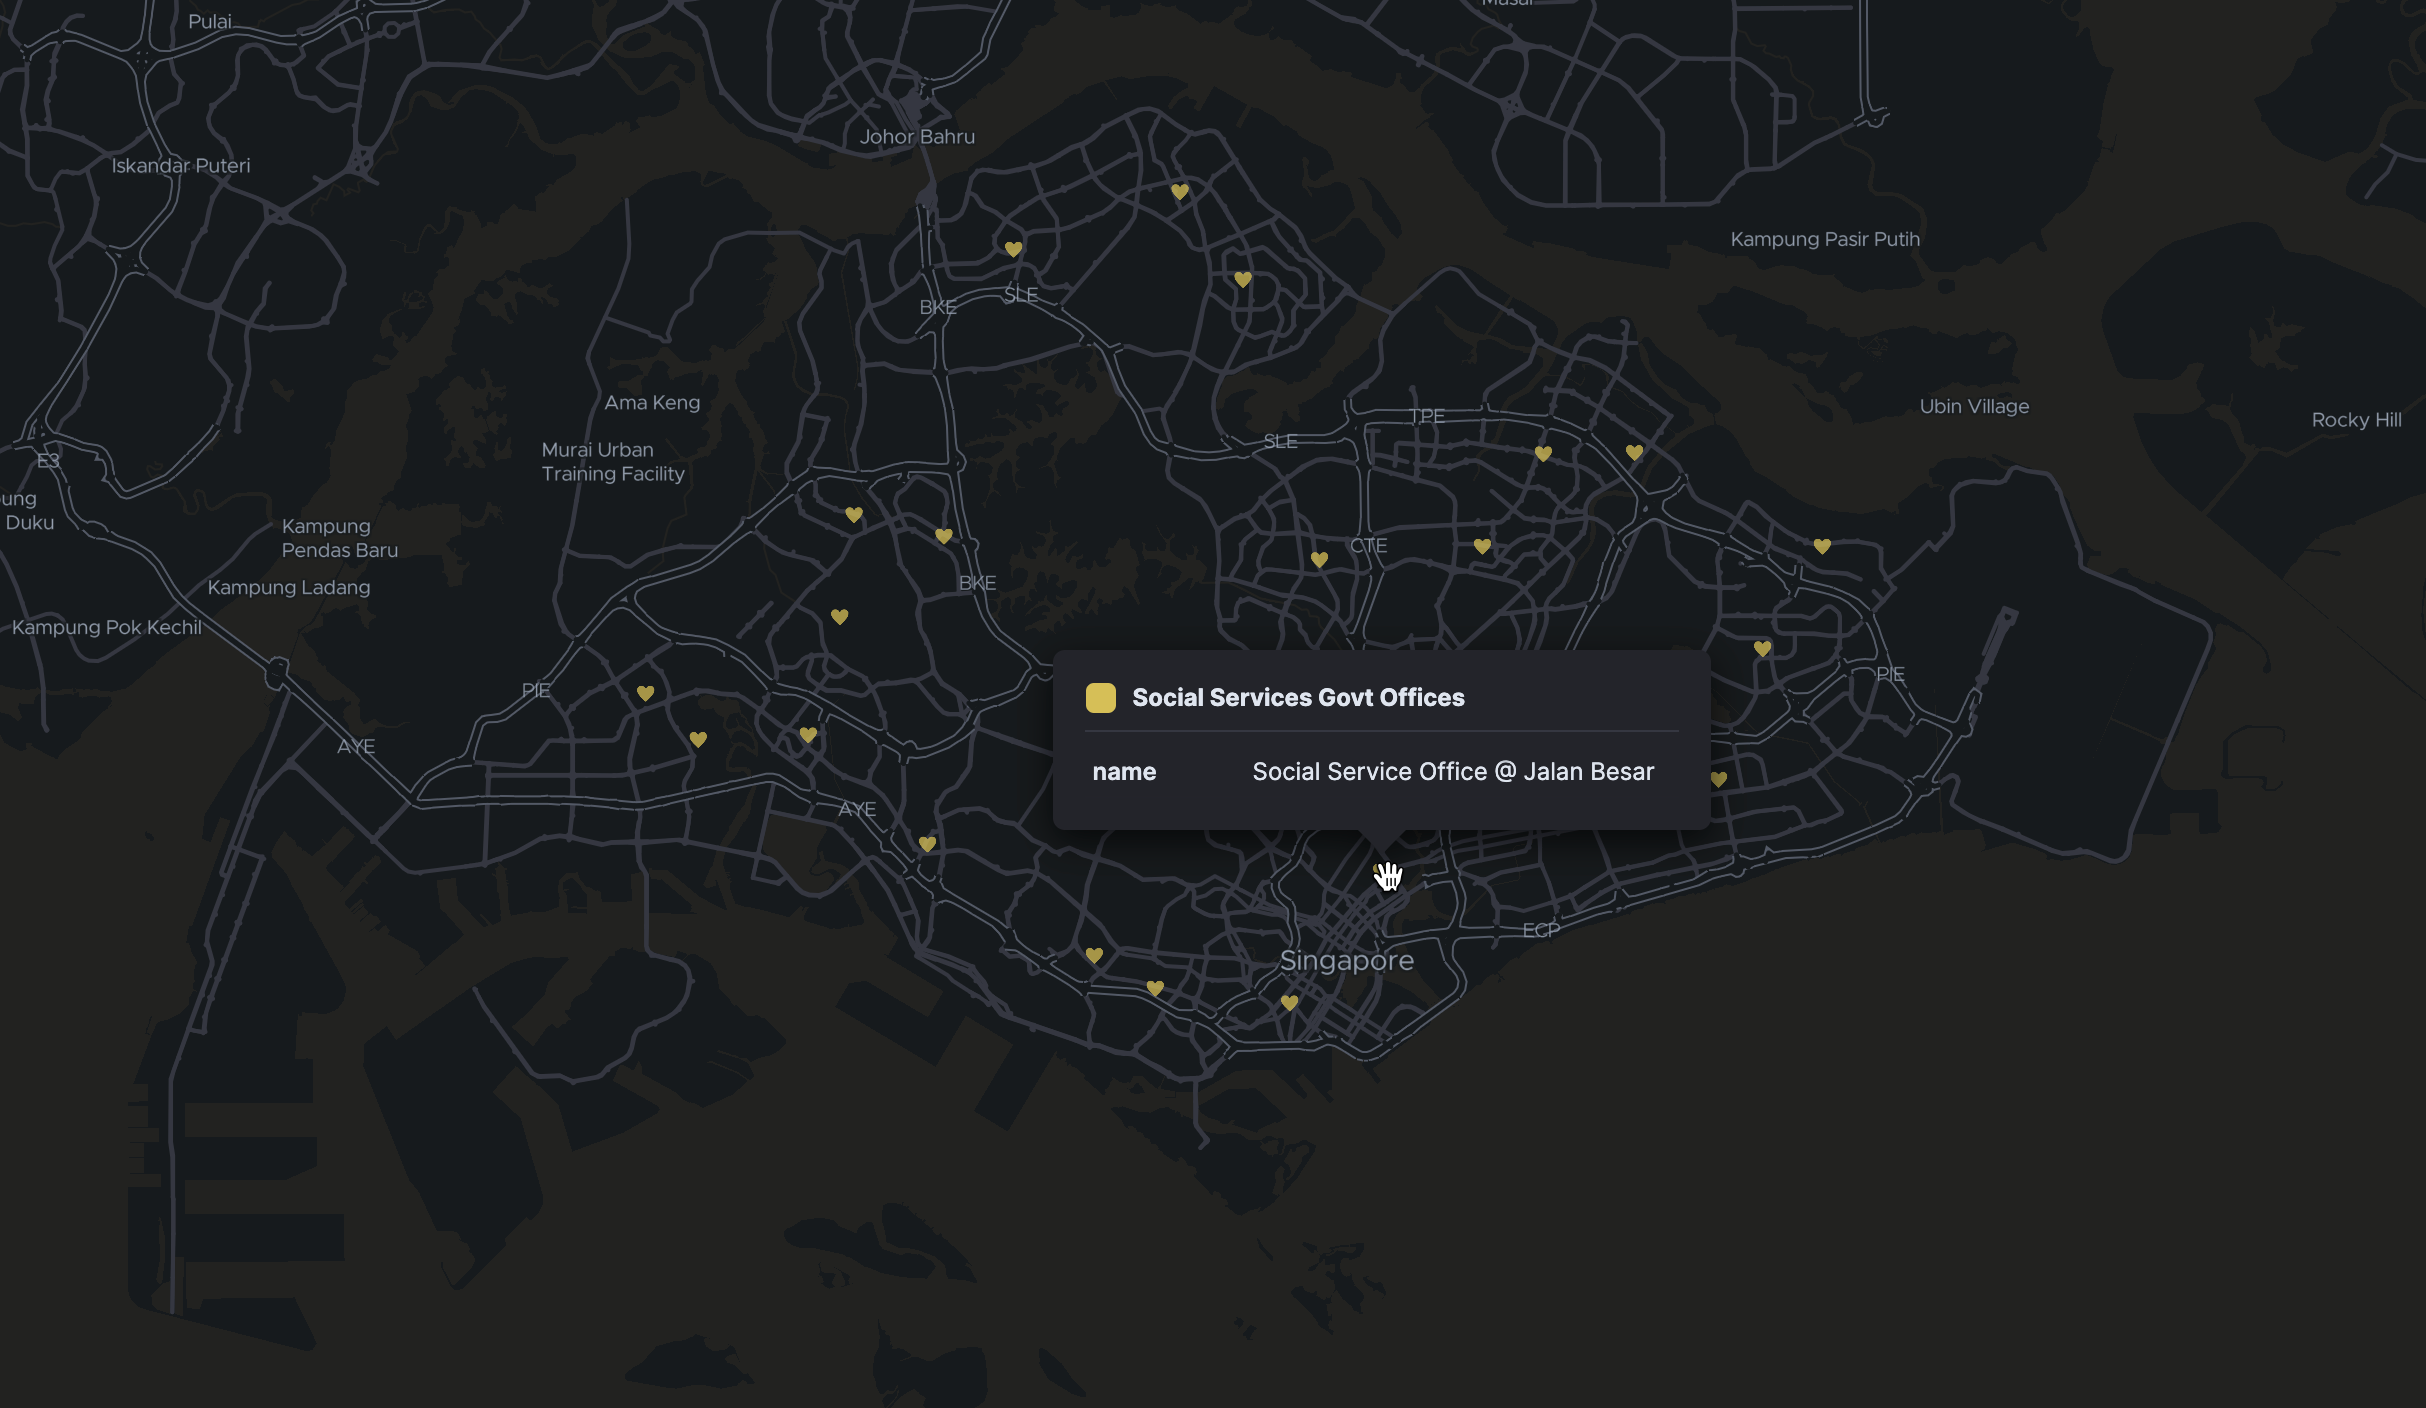 Masai
Pulai
Johor Bahru
Iskandar Puteri
Kampung Pasir Putih
SLE
BKE
Ama Keng
Ubin Village
TPE
Rocky Hill
SLE
Murai Urban
Training Facility
E3
Duku
Kampung
Pendas Baru
CTE
BKE
Kampung Ladang
Kampung Pok Kechil
PIE
PIE
AYE
Social Services Govt Offices
name Social Service Office @ Jalan Besar
AYE
ECP
Singapore